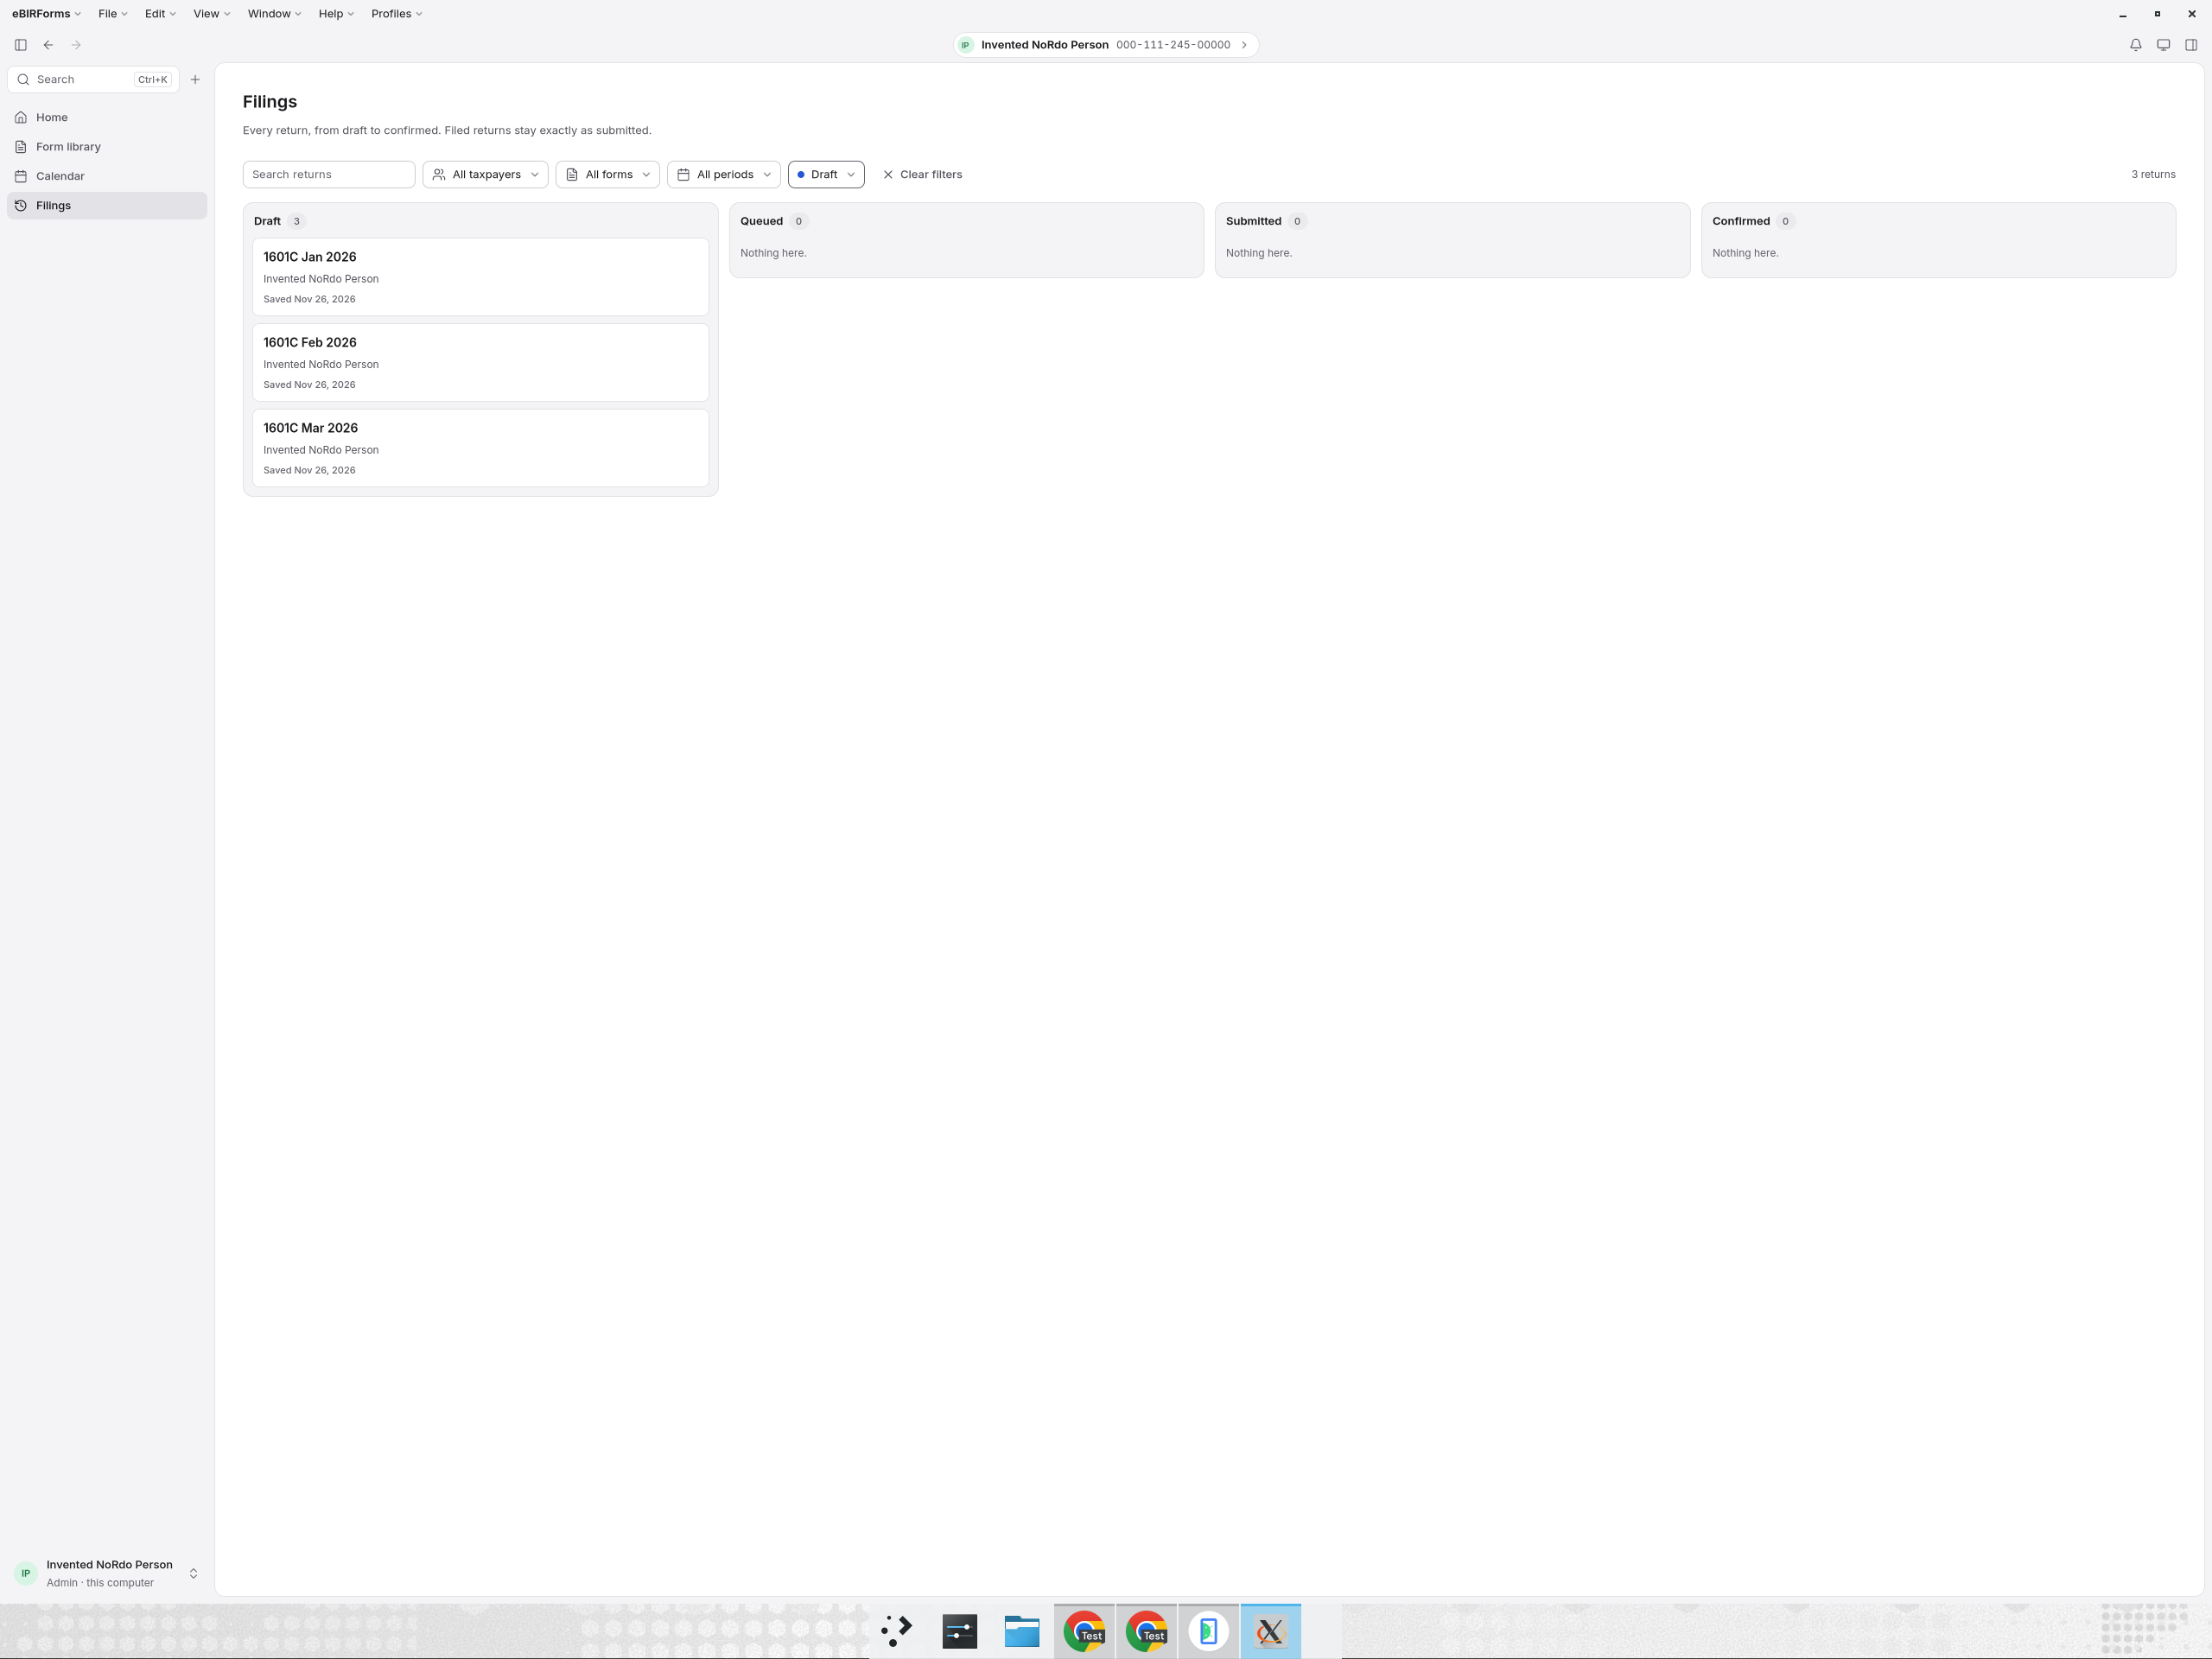 eBIRForms File Edit View Window Help Profiles
IP Invented NoRdo Person 000-111-245-00000
Search Ctrl+K
Home
Form library
Calendar
Filings
Filings
Every return, from draft to confirmed. Filed returns stay exactly as submitted.
Search returns All taxpayers All forms All periods Draft Clear filters 3 returns
Draft 3
1601C Jan 2026
Invented NoRdo Person
Saved Nov 26, 2026
1601C Feb 2026
Invented NoRdo Person
Saved Nov 26, 2026
1601C Mar 2026
Invented NoRdo Person
Saved Nov 26, 2026
Queued 0
Nothing here.
Submitted 0
Nothing here.
Confirmed 0
Nothing here.
IP Invented NoRdo Person
Admin · this computer
Test
Test